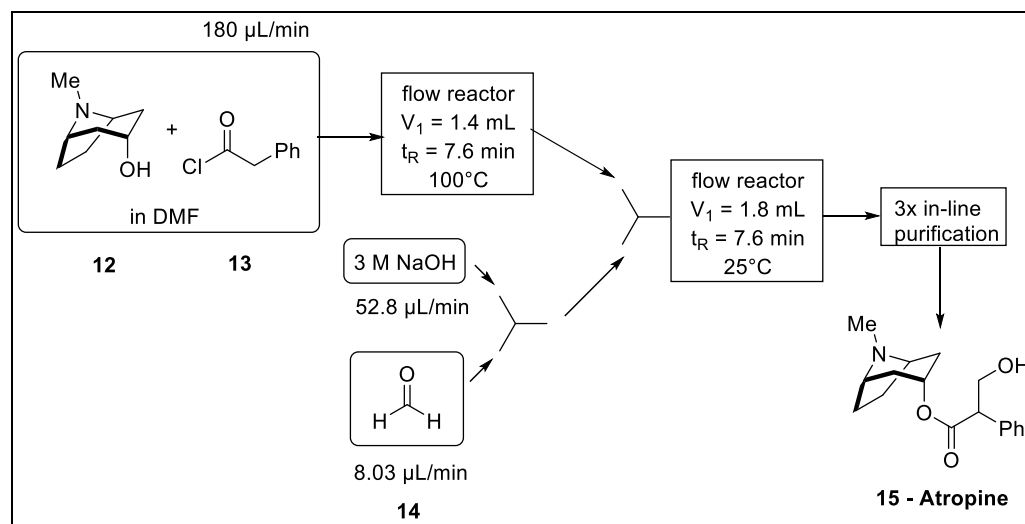 180 µL/min
Me
N
OH
+
O
Cl
Ph
in DMF
12
13
flow reactor
V1 = 1.4 mL
tR = 7.6 min
100°C
3 M NaOH
52.8 µL/min
O
H
H
8.03 µL/min
14
flow reactor
V1 = 1.8 mL
tR = 7.6 min
25°C
3x in-line
purification
Me
N
OH
O
Ph
O
15 - Atropine